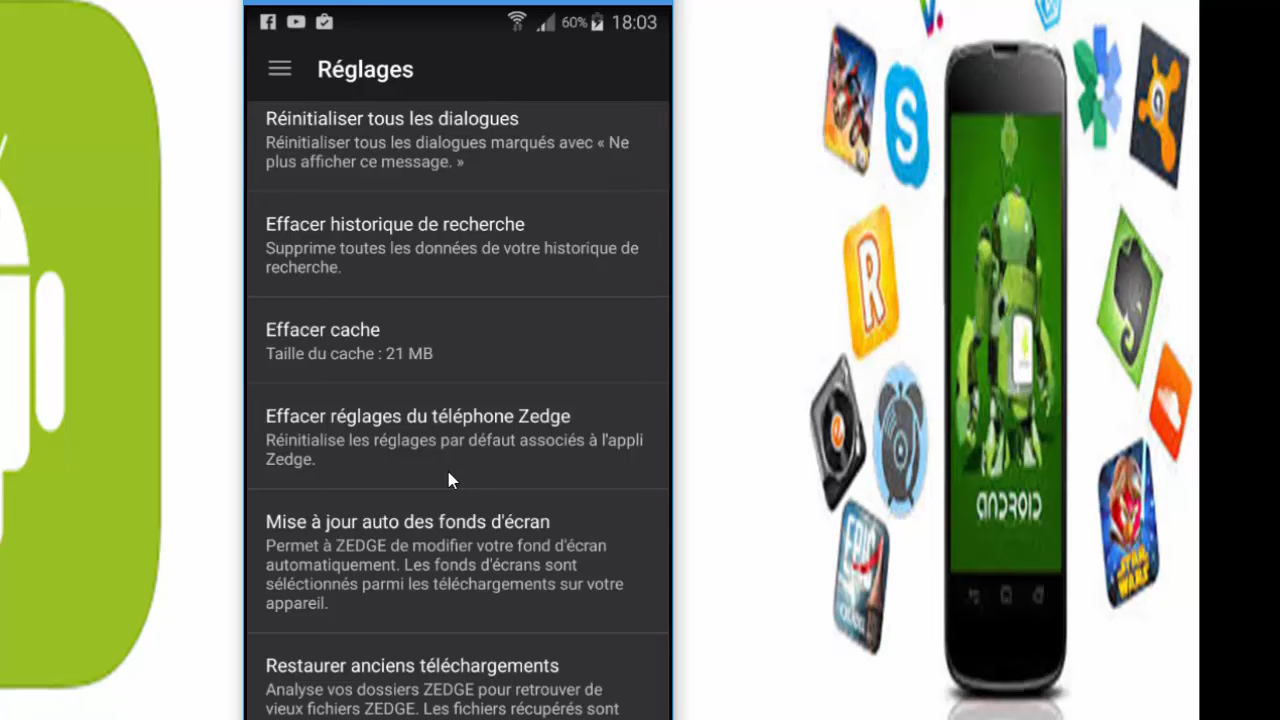 60% 18:03
Réglages
Réinitialiser tous les dialogues
Réinitialiser tous les dialogues marqués avec « Ne
plus afficher ce message. »
Effacer historique de recherche
Supprime toutes les données de votre historique de
recherche.
Effacer cache
Taille du cache : 21 MB
Effacer réglages du téléphone Zedge
Réinitialise les réglages par défaut associés à l'appli
Zedge.
Mise à jour auto des fonds d'écran
Permet à ZEDGE de modifier votre fond d'écran
automatiquement. Les fonds d'écrans sont
séléctionnés parmi les téléchargements sur votre
appareil.
Restaurer anciens téléchargements
Analyse vos dossiers ZEDGE pour retrouver de
vieux fichiers ZEDGE. Les fichiers récupérés sont
S
R
a
ANDROID
EPIC
STAR
WARS